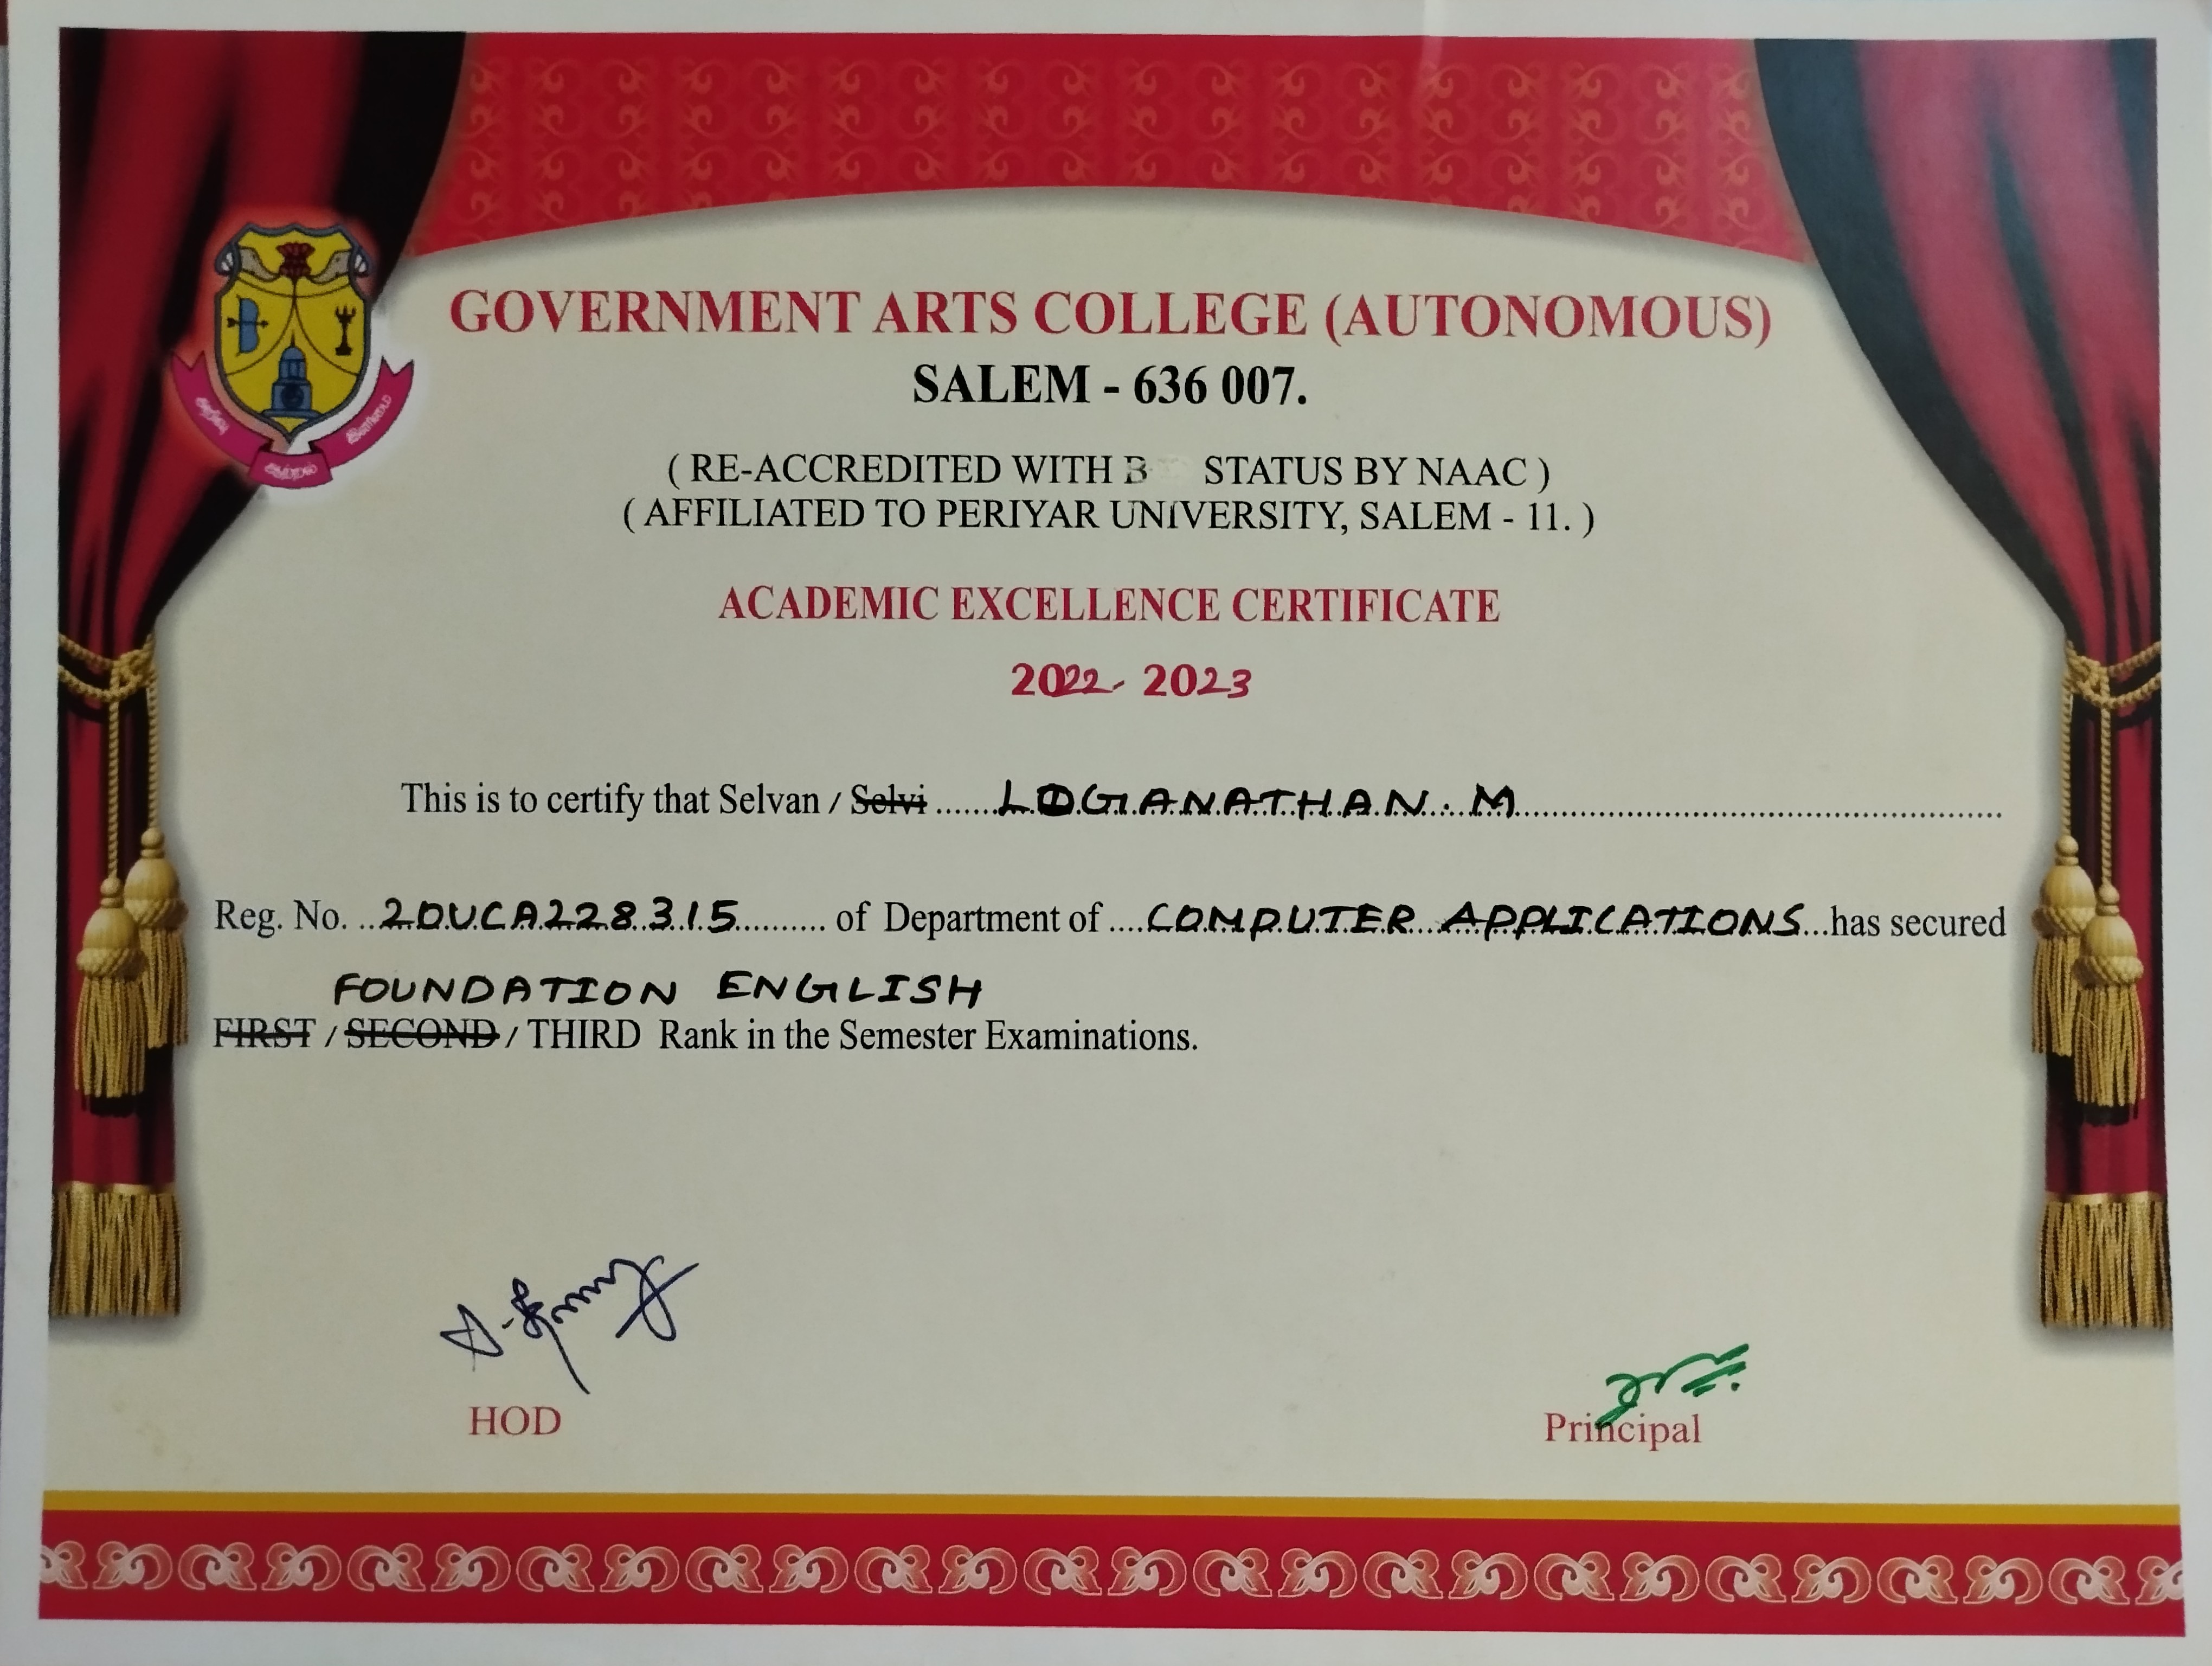 GOVERNMENT ARTS COLLEGE (AUTONOMOUS)
SALEM - 636 007.
( RE-ACCREDITED WITH B STATUS BY NAAC )
( AFFILIATED TO PERIYAR UNIVERSITY, SALEM - 11. )
ACADEMIC EXCELLENCE CERTIFICATE
2022- 2023
This is to certify that Selvan / Selvi ......LOGANATHAN. M......
Reg. No. ..20UCA228315.......... of Department of ....COMPUTER APPLICATIONS...has secured
FOUNDATION ENGLISH
FIRST / SECOND / THIRD Rank in the Semester Examinations.
HOD
Principal